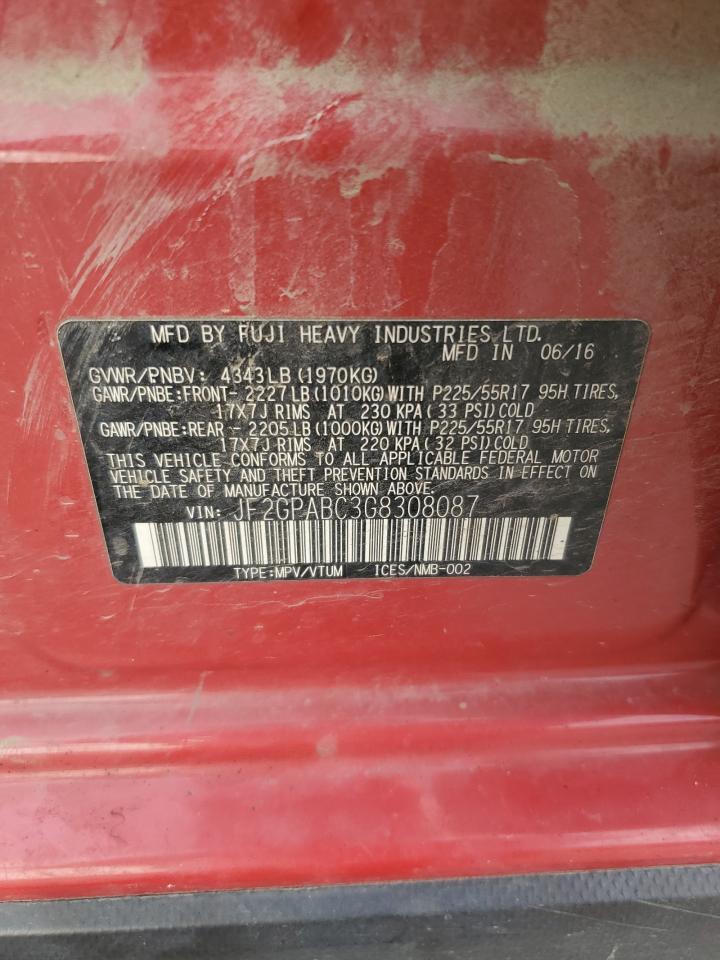 MFD BY FUJI HEAVY INDUSTRIES LTD.
MFD IN 06/16
GVWR/PNBV: 4343LB (1970KG)
GAWR/PNBE:FRONT- 2227LB (1010KG) WITH P225/55R17 95H TIRES,
17X7J RIMS AT 230 KPA( 33 PSI) COLD
GAWR/PNBE:REAR - 2205LB (1000KG) WITH P225/55R17 95H TIRES,
17X7J RIMS AT 220 KPA( 32 PSI) COLD
THIS VEHICLE CONFORMS TO ALL APPLICABLE FEDERAL MOTOR
VEHICLE SAFETY AND THEFT PREVENTION STANDARDS IN EFFECT ON
THE DATE OF MANUFACTURE SHOWN ABOVE.
VIN: JF2GPABC3G8308087
TYPE:MPV/VTUM ICES/NMB-002